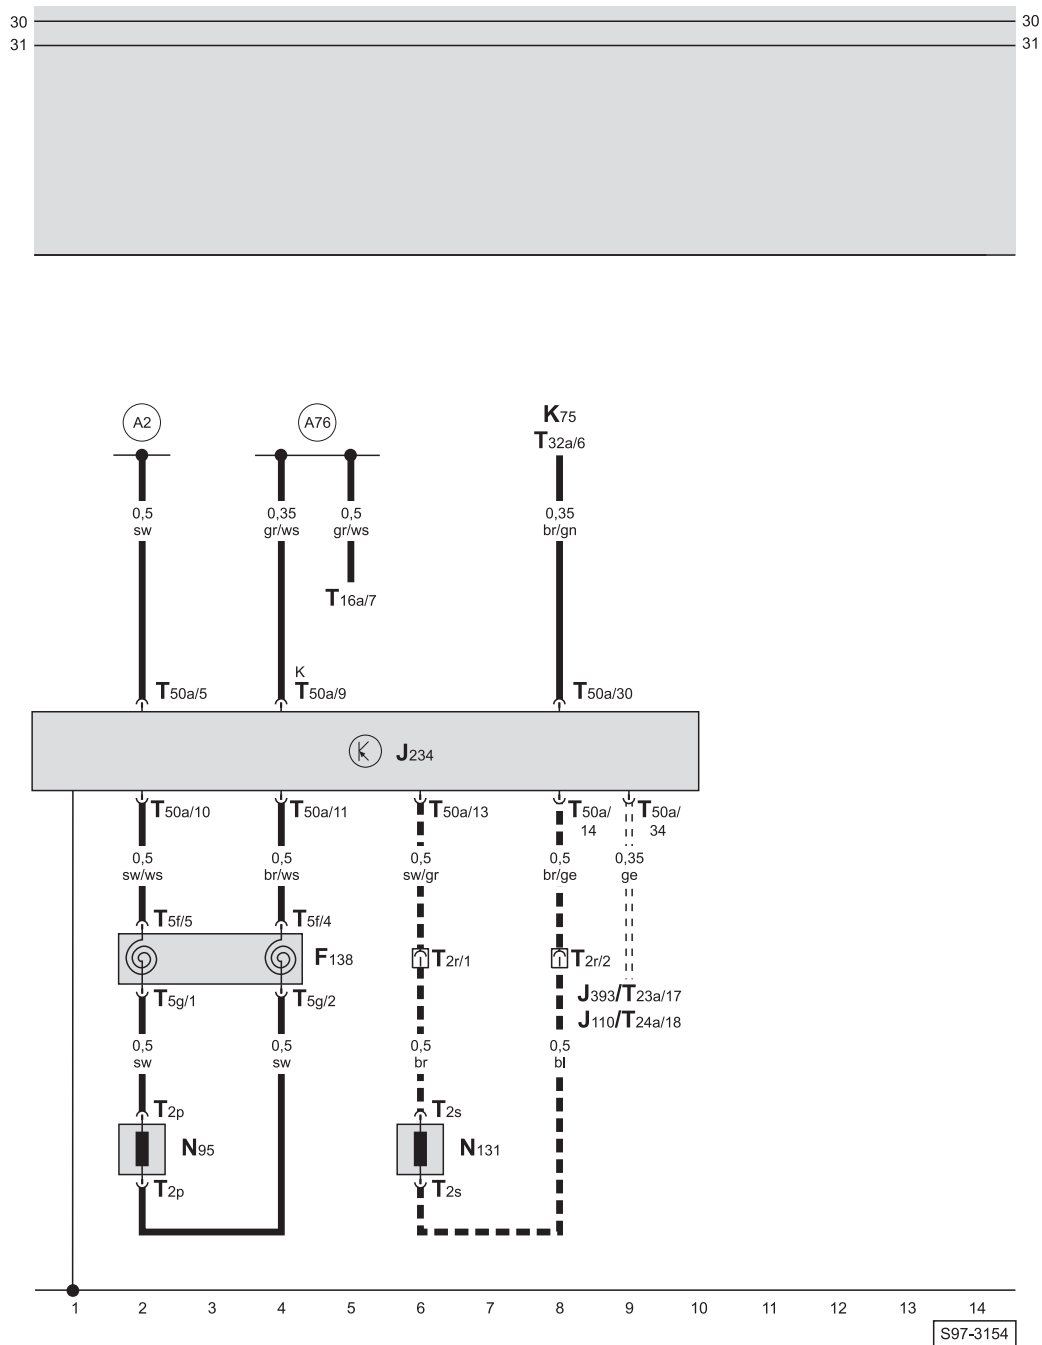 30 30
31 31
A2 A76 K75
T32a/6
0,5 0,35 0,5 0,35
sw gr/ws gr/ws br/gn
T16a/7
K
T50a/5 T50a/9 T50a/30
J234
T50a/10 T50a/11 T50a/13 T50a/ T50a/
14 34
0,5 0,5 0,5 0,5 0,35
sw/ws br/ws sw/gr br/ge ge
T5f/5 T5f/4
F138 T2r/1 T2r/2
T5g/1 T5g/2 J393/T23a/17
J110/T24a/18
0,5 0,5 0,5 0,5
sw sw br bl
T2p T2s
N95 N131
T2p T2s
1 2 3 4 5 6 7 8 9 10 11 12 13 14
S97-3154